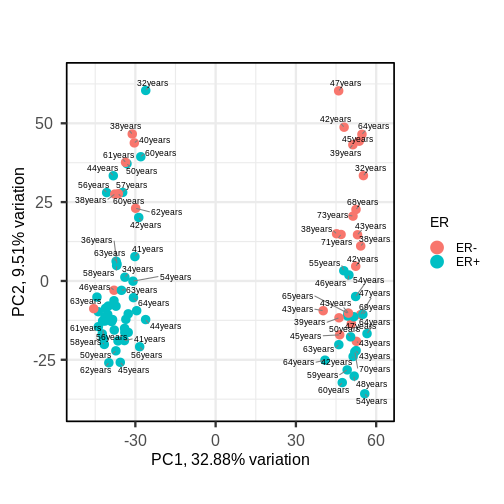 32years
47years
38years
40years
42years
64years
45years
39years
61years
60years
50years
44years
32years
56years
57years
38years
60years
62years
42years
68years
73years
38years
43years
71years
38years
36years
63years
41years
58years
34years
54years
55years
42years
46years
54years
46years
63years
64years
65years
47years
63years
43years
69years
61years
44years
50years
64years
56years
41years
45years
58years
63years
43years
50years
56years
64years
42years
43years
62years
45years
59years
70years
60years
48years
54years
50
25
0
-25
-30
0
30
60
PC1, 32.88% variation
PC2, 9.51% variation
ER
ER-
ER+